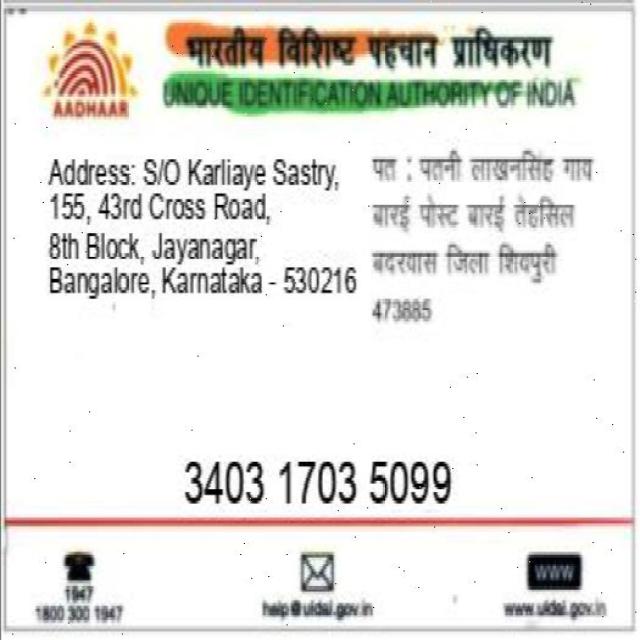 भारतीय विशिष्ट पहचान प्राधिकरण
AADHAAR
UNIQUE IDENTIFICATION AUTHORITY OF INDIA
Address: S/O Karliaye Sastry,
155, 43rd Cross Road,
8th Block, Jayanagar,
Bangalore, Karnataka - 530216
पत : पतनी लाखनसिंह गाव
बारई पोस्ट बारई तेहसिल
बदरवास जिला शिवपुरी
473885
3403 1703 5099
1947
1800 300 1947
help@uidai.gov.in
www
www.uidai.gov.in